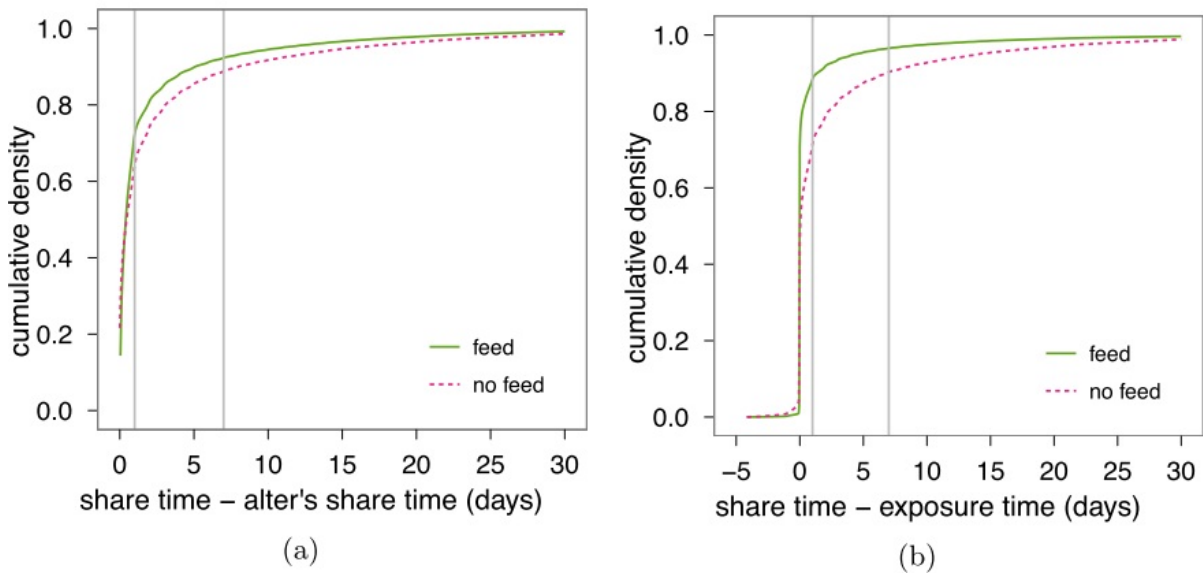 cumulative density
1.0
0.8
0.6
0.4
0.2
0.0
feed
no feed
0 5 10 15 20 25 30
share time – alter's share time (days)
(a)
cumulative density
1.0
0.8
0.6
0.4
0.2
0.0
feed
no feed
–5 0 5 10 15 20 25 30
share time – exposure time (days)
(b)